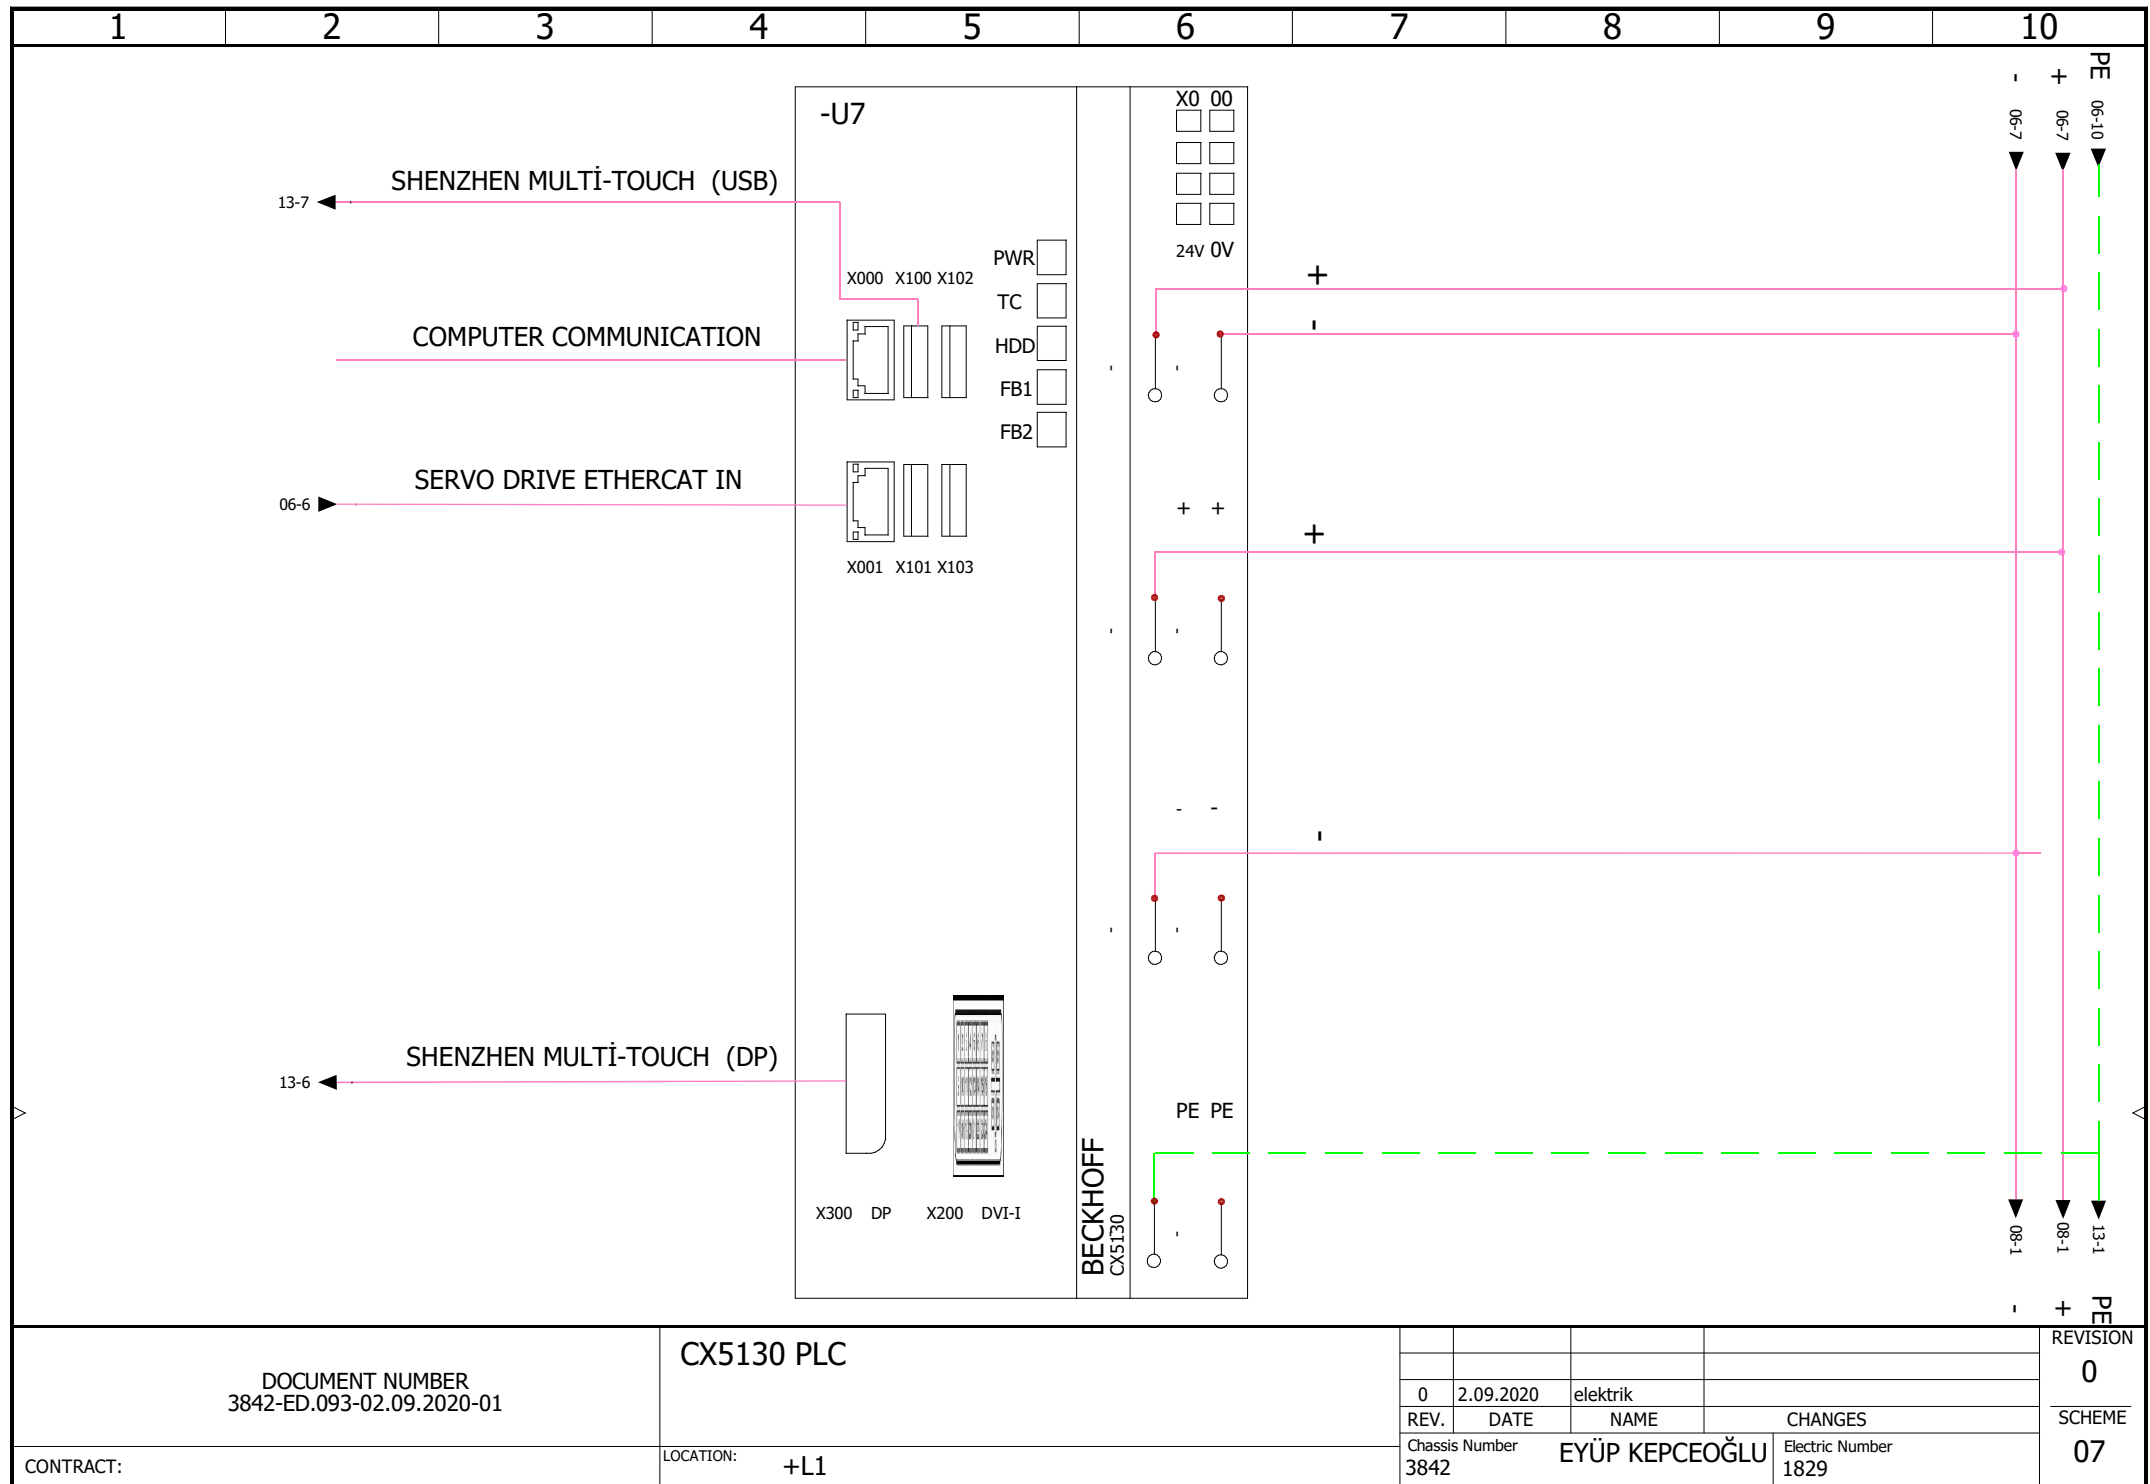 1 2 3 4 5 6 7 8 9 10
- + PE
06-7 06-7 06-10
-U7
X0 00
SHENZHEN MULTİ-TOUCH (USB)
13-7
24V 0V
PWR
X000 X100 X102
TC
+
-
COMPUTER COMMUNICATION
HDD
FB1
FB2
SERVO DRIVE ETHERCAT IN
06-6
+ +
+
X001 X101 X103
- -
-
SHENZHEN MULTİ-TOUCH (DP)
13-6
PE PE
BECKHOFF
CX5130
X300 DP X200 DVI-I
08-1 08-1 13-1
- + PE
DOCUMENT NUMBER
3842-ED.093-02.09.2020-01
CONTRACT:
CX5130 PLC
LOCATION:
+L1
0 2.09.2020 elektrik
REV. DATE NAME CHANGES
Chassis Number
3842
EYÜP KEPCEOĞLU
Electric Number
1829
REVISION
0
SCHEME
07